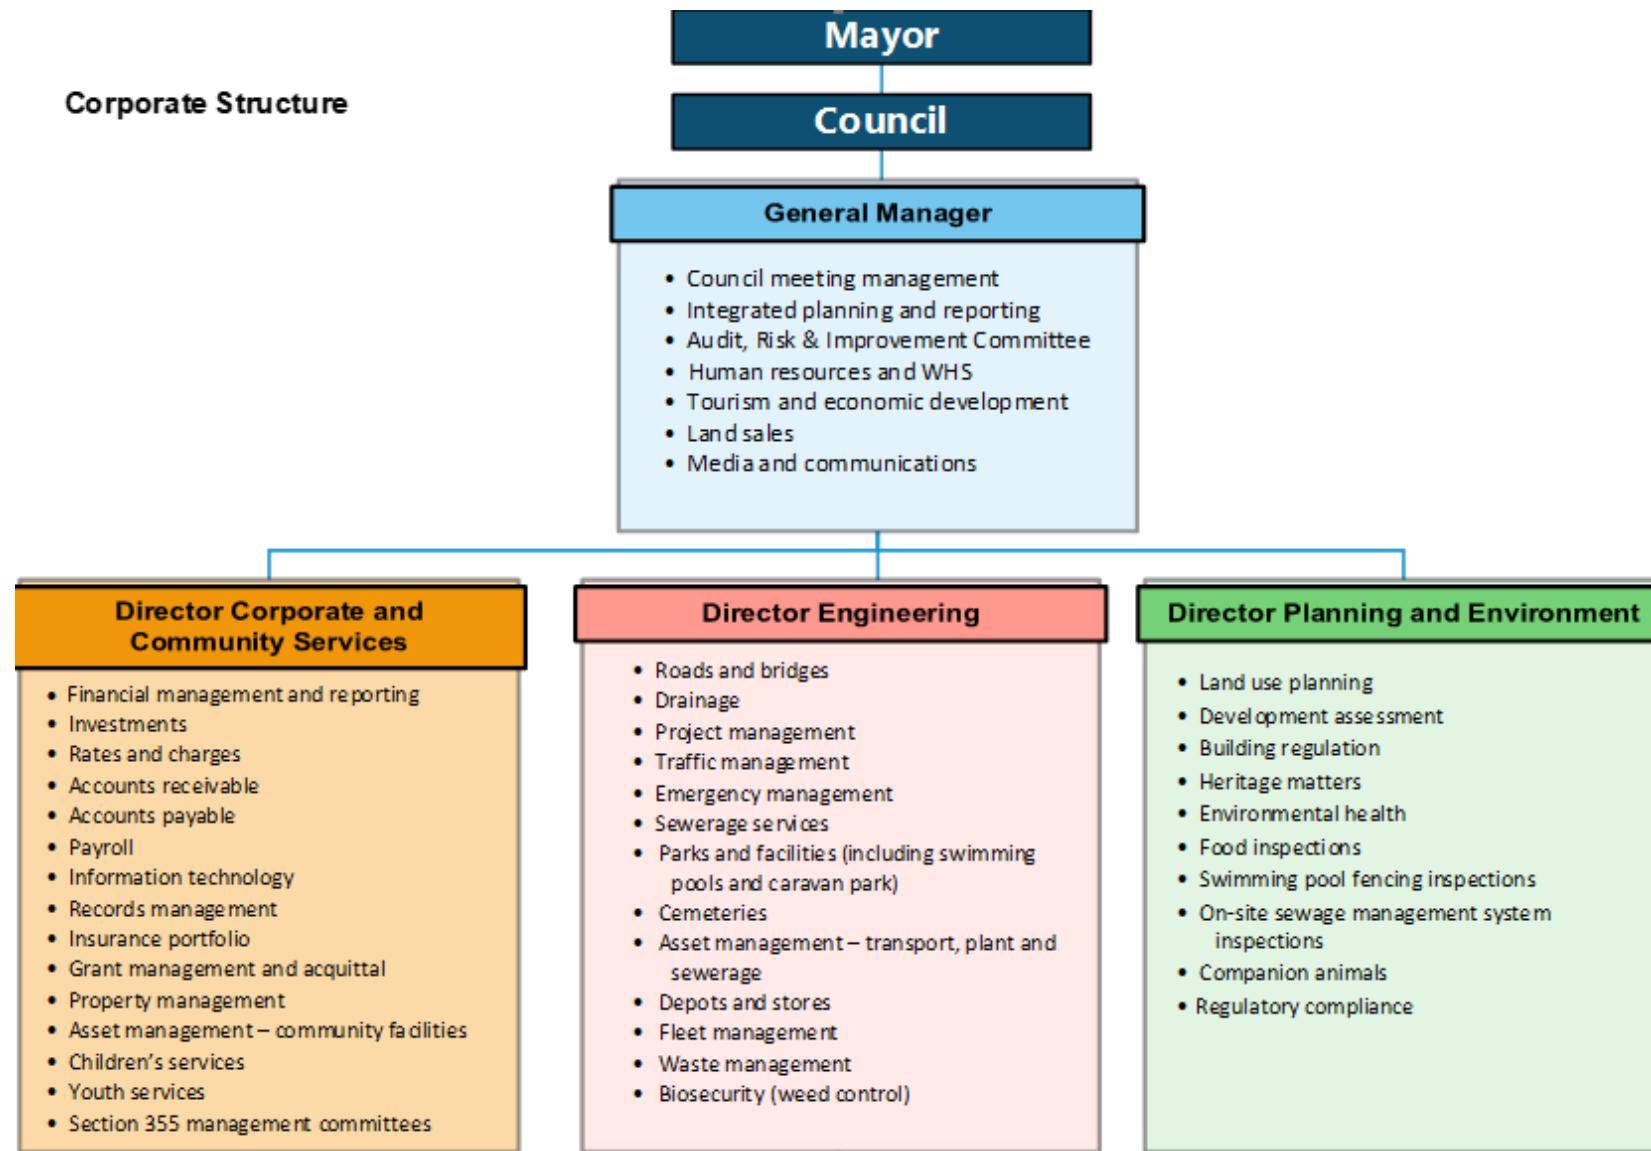 Mayor
Corporate Structure
Council
General Manager
• Council meeting management
• Integrated planning and reporting
• Audit, Risk & Improvement Committee
• Human resources and WHS
• Tourism and economic development
• Land sales
• Media and communications
Director Corporate and
Community Services
• Financial management and reporting
• Investments
• Rates and charges
• Accounts receivable
• Accounts payable
• Payroll
• Information technology
• Records management
• Insurance portfolio
• Grant management and acquittal
• Property management
• Asset management – community facilities
• Children's services
• Youth services
• Section 355 management committees
Director Engineering
• Roads and bridges
• Drainage
• Project management
• Traffic management
• Emergency management
• Sewerage services
• Parks and facilities (including swimming
pools and caravan park)
• Cemeteries
• Asset management – transport, plant and
sewerage
• Depots and stores
• Fleet management
• Waste management
• Biosecurity (weed control)
Director Planning and Environment
• Land use planning
• Development assessment
• Building regulation
• Heritage matters
• Environmental health
• Food inspections
• Swimming pool fencing inspections
• On-site sewage management system
inspections
• Companion animals
• Regulatory compliance